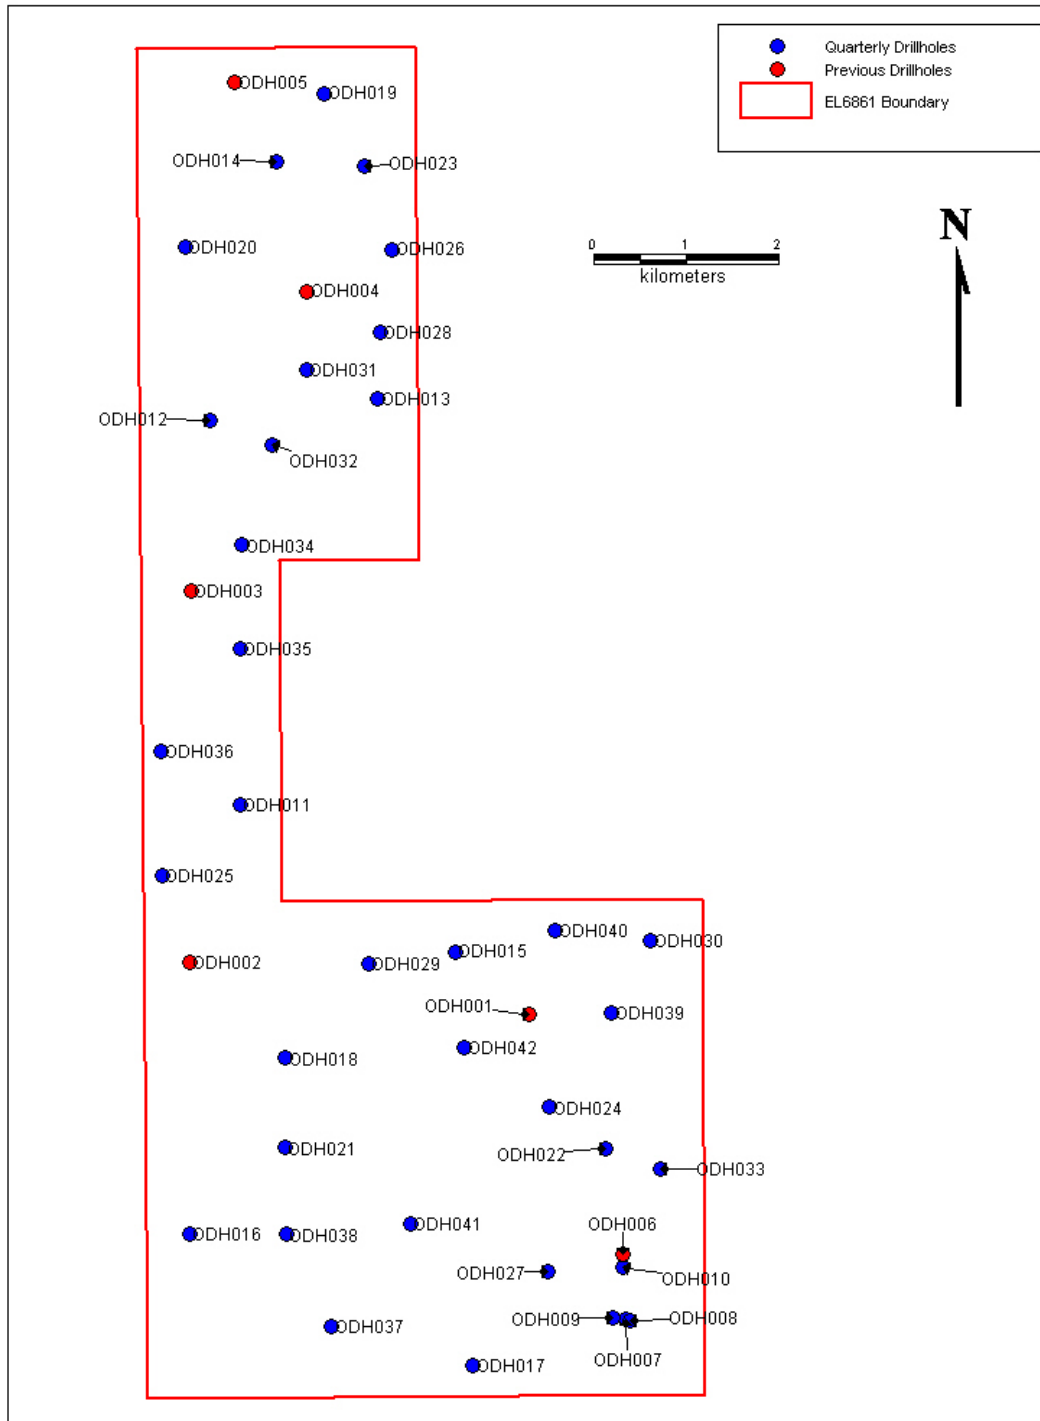 Quarterly Drillholes
Previous Drillholes
EL6861 Boundary
ODH005
ODH019
ODH014
ODH023
N
ODH020
ODH026
0 1 2
kilometers
ODH004
ODH028
ODH031
ODH013
ODH012
ODH032
ODH034
ODH003
ODH035
ODH036
ODH011
ODH025
ODH040
ODH030
ODH015
ODH002
ODH029
ODH001
ODH039
ODH042
ODH018
ODH024
ODH021
ODH022
ODH033
ODH006
ODH041
ODH016
ODH038
ODH027
ODH010
ODH009
ODH008
ODH037
ODH007
ODH017